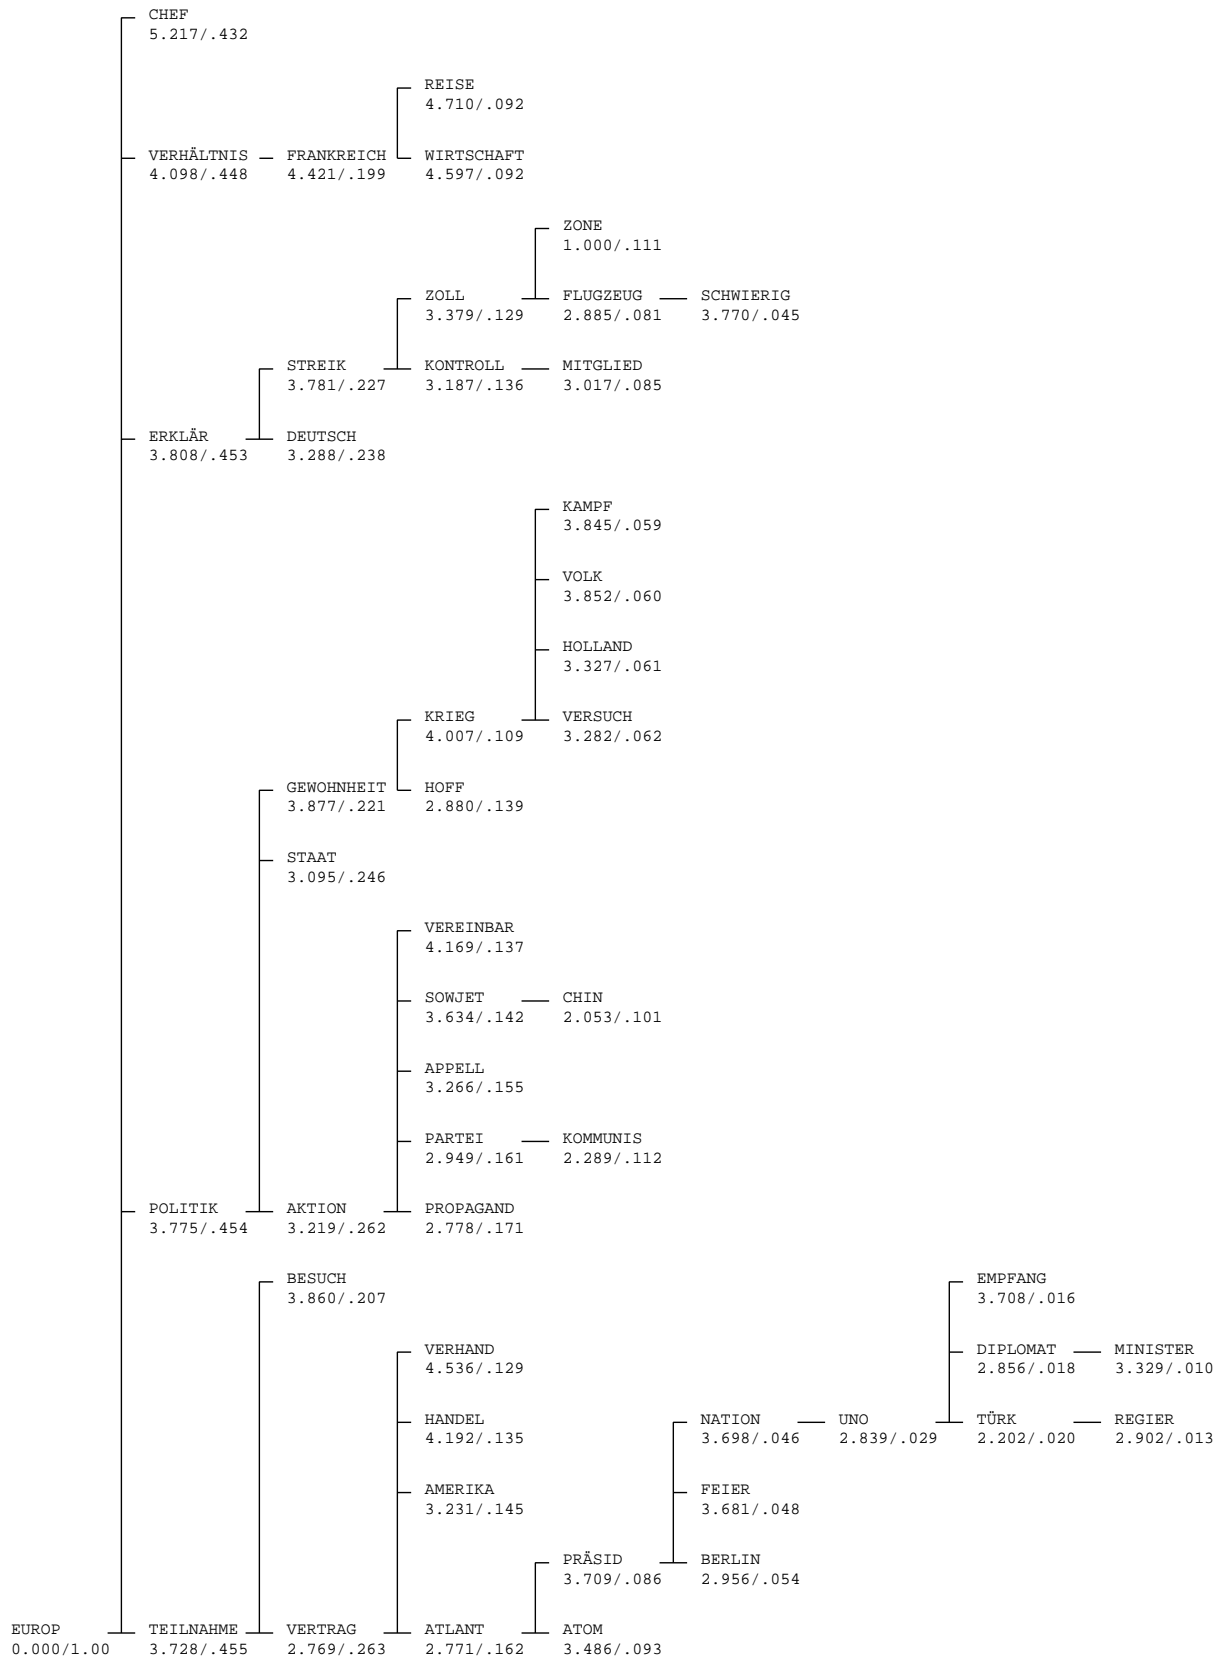 CHEF
5.217/.432
REISE
4.710/.092
VERHÄLTNIS FRANKREICH WIRTSCHAFT
4.098/.448 4.421/.199 4.597/.092
ZONE
1.000/.111
ZOLL FLUGZEUG SCHWIERIG
3.379/.129 2.885/.081 3.770/.045
STREIK KONTROLL MITGLIED
3.781/.227 3.187/.136 3.017/.085
ERKLÄR DEUTSCH
3.808/.453 3.288/.238
KAMPF
3.845/.059
VOLK
3.852/.060
HOLLAND
3.327/.061
KRIEG VERSUCH
4.007/.109 3.282/.062
GEWOHNHEIT HOFF
3.877/.221 2.880/.139
STAAT
3.095/.246
VEREINBAR
4.169/.137
SOWJET CHIN
3.634/.142 2.053/.101
APPELL
3.266/.155
PARTEI KOMMUNIS
2.949/.161 2.289/.112
POLITIK AKTION PROPAGAND
3.775/.454 3.219/.262 2.778/.171
BESUCH EMPFANG
3.860/.207 3.708/.016
VERHAND DIPLOMAT MINISTER
4.536/.129 2.856/.018 3.329/.010
HANDEL NATION UNO TÜRK REGIER
4.192/.135 3.698/.046 2.839/.029 2.202/.020 2.902/.013
AMERIKA FEIER
3.231/.145 3.681/.048
PRÄSID BERLIN
3.709/.086 2.956/.054
EUROP TEILNAHME VERTRAG ATLANT ATOM
0.000/1.00 3.728/.455 2.769/.263 2.771/.162 3.486/.093